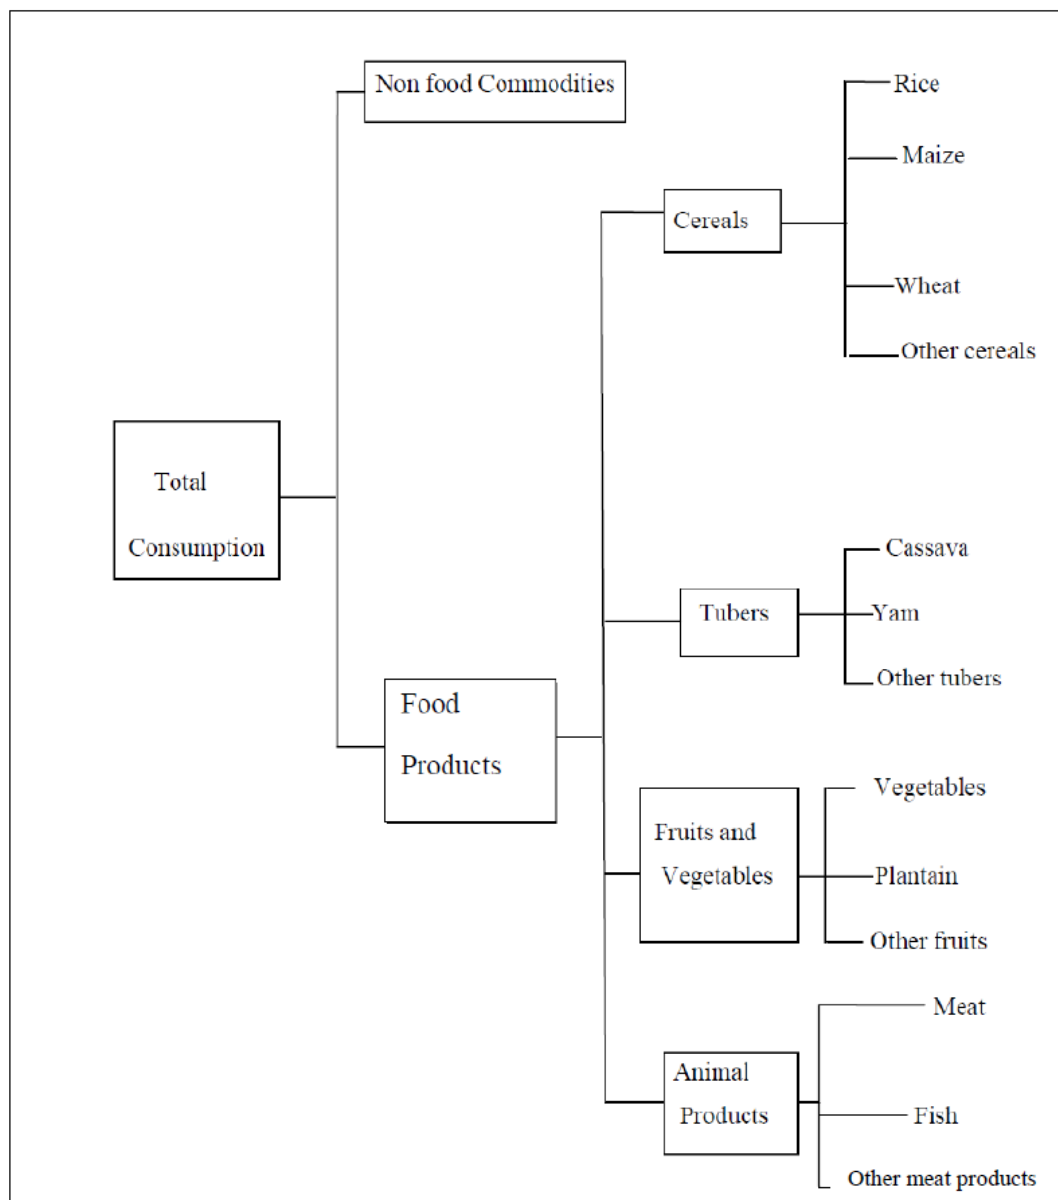 Non food Commodities
Rice
Maize
Cereals
Wheat
Other cereals
Total
Consumption
Cassava
Tubers
Yam
Other tubers
Food
Products
Vegetables
Fruits and
Vegetables
Plantain
Other fruits
Meat
Animal
Products
Fish
Other meat products